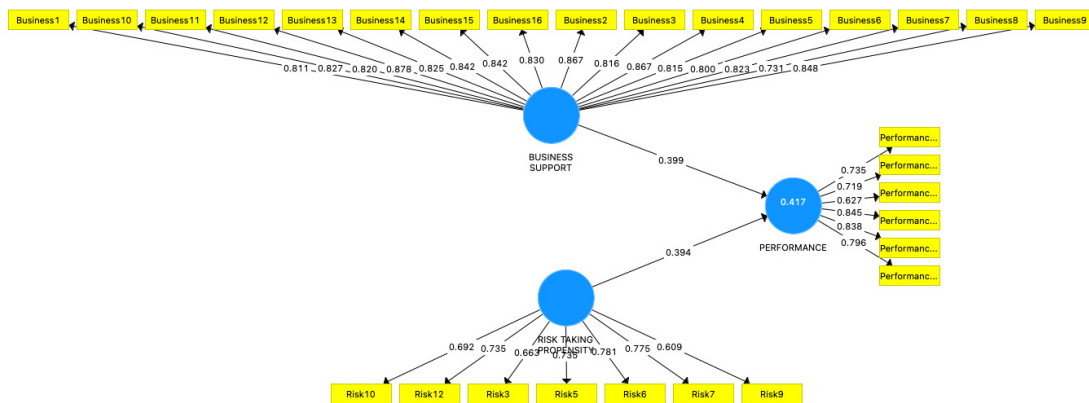 Business1 Business10 Business11 Business12 Business13 Business14 Business15 Business16 Business2 Business3 Business4 Business5 Business6 Business7 Business8 Business9
0.811 0.827 0.820 0.878 0.825 0.842 0.842 0.830 0.867 0.816 0.867 0.815 0.800 0.823 0.731 0.848
BUSINESS
SUPPORT
0.399
Performanc...
0.735
Performanc...
0.719
Performanc...
0.627
0.417
0.845
Performanc...
0.838
PERFORMANCE
0.796
Performanc...
Performanc...
0.394
RISK TAKING
PROPENSITY
0.692 0.735 0.663 0.735 0.781 0.775 0.609
Risk10 Risk12 Risk3 Risk5 Risk6 Risk7 Risk9